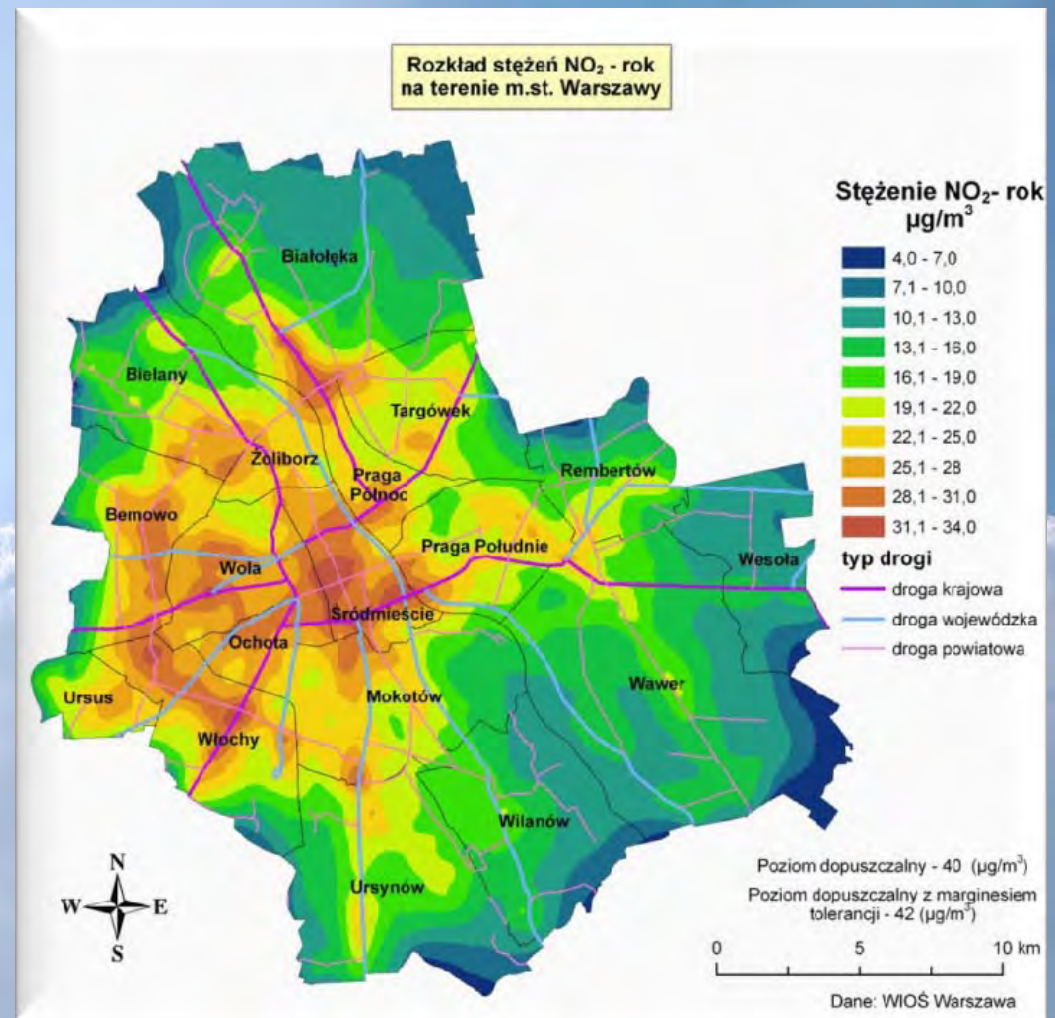 Rozkład stężeń NO₂ - rok
na terenie m.st. Warszawy
Stężenie NO₂- rok
µg/m³
4,0 - 7,0
7,1 - 10,0
10,1 - 13,0
13,1 - 16,0
16,1 - 19,0
19,1 - 22,0
22,1 - 25,0
25,1 - 28
28,1 - 31,0
31,1 - 34,0
typ drogi
droga krajowa
droga wojewódzka
droga powiatowa
Białołęka
Bielany
Targówek
Żoliborz
Praga
Północ
Rembertów
Bemowo
Praga Południe
Wesoła
Wola
Śródmieście
Ochota
Ursus
Mokotów
Wawer
Włochy
Wilanów
Ursynów
N
W E
S
Poziom dopuszczalny - 40 (µg/m³)
Poziom dopuszczalny z marginesiem
tolerancji - 42 (µg/m³)
0 5 10 km
Dane: WIOŚ Warszawa